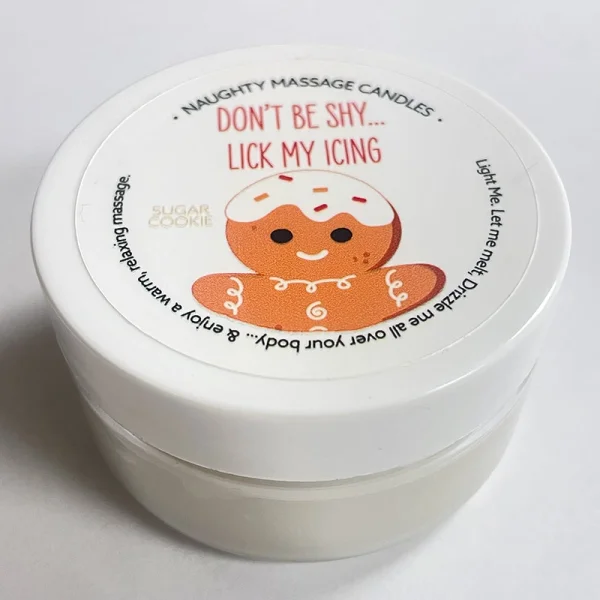 • NAUGHTY MASSAGE CANDLES •
DON'T BE SHY...
LICK MY ICING
SUGAR
COOKIE
Light Me. Let me melt, Drizzle me all over your body... & enjoy a warm, relaxing massage.